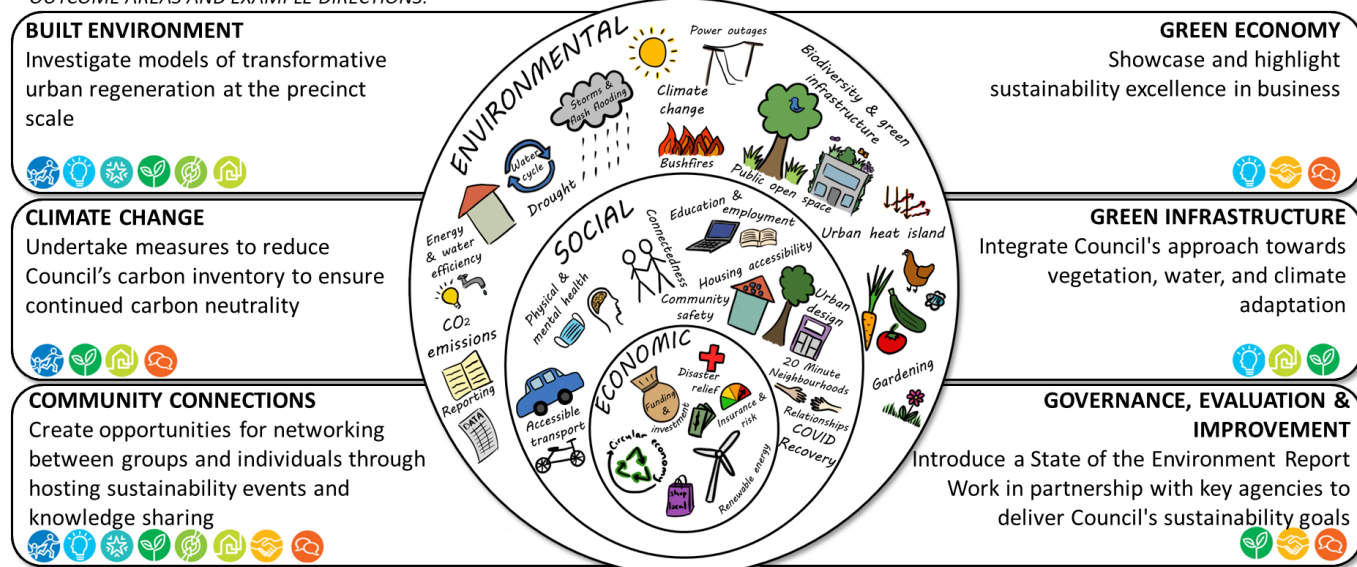 OUTCOME AREAS AND EXAMPLE DIRECTIONS:
BUILT ENVIRONMENT
Investigate models of transformative
urban regeneration at the precinct
scale
CLIMATE CHANGE
Undertake measures to reduce
Council's carbon inventory to ensure
continued carbon neutrality
COMMUNITY CONNECTIONS
Create opportunities for networking
between groups and individuals through
hosting sustainability events and
knowledge sharing
ENVIRONMENTAL
Power outages
Storms &
flash flooding
Climate
change
Biodiversity & green
infrastructure
Water
cycle
Drought
Bushfires
Public open space
Urban heat island
Energy
& water
efficiency
CO2
emissions
Reporting
DATA
Gardening
SOCIAL
Connectedness
Education &
employment
Physical &
mental health
Housing accessibility
Community
safety
Urban
design
20 Minute
Neighbourhoods
Relationships
COVID
Recovery
Accessible
transport
ECONOMIC
Disaster
relief
Funding
&
investment
Insurance &
risk
Circular economy
shop
local
Renewable energy
GREEN ECONOMY
Showcase and highlight
sustainability excellence in business
GREEN INFRASTRUCTURE
Integrate Council's approach towards
vegetation, water, and climate
adaptation
GOVERNANCE, EVALUATION &
IMPROVEMENT
Introduce a State of the Environment Report
Work in partnership with key agencies to
deliver Council's sustainability goals